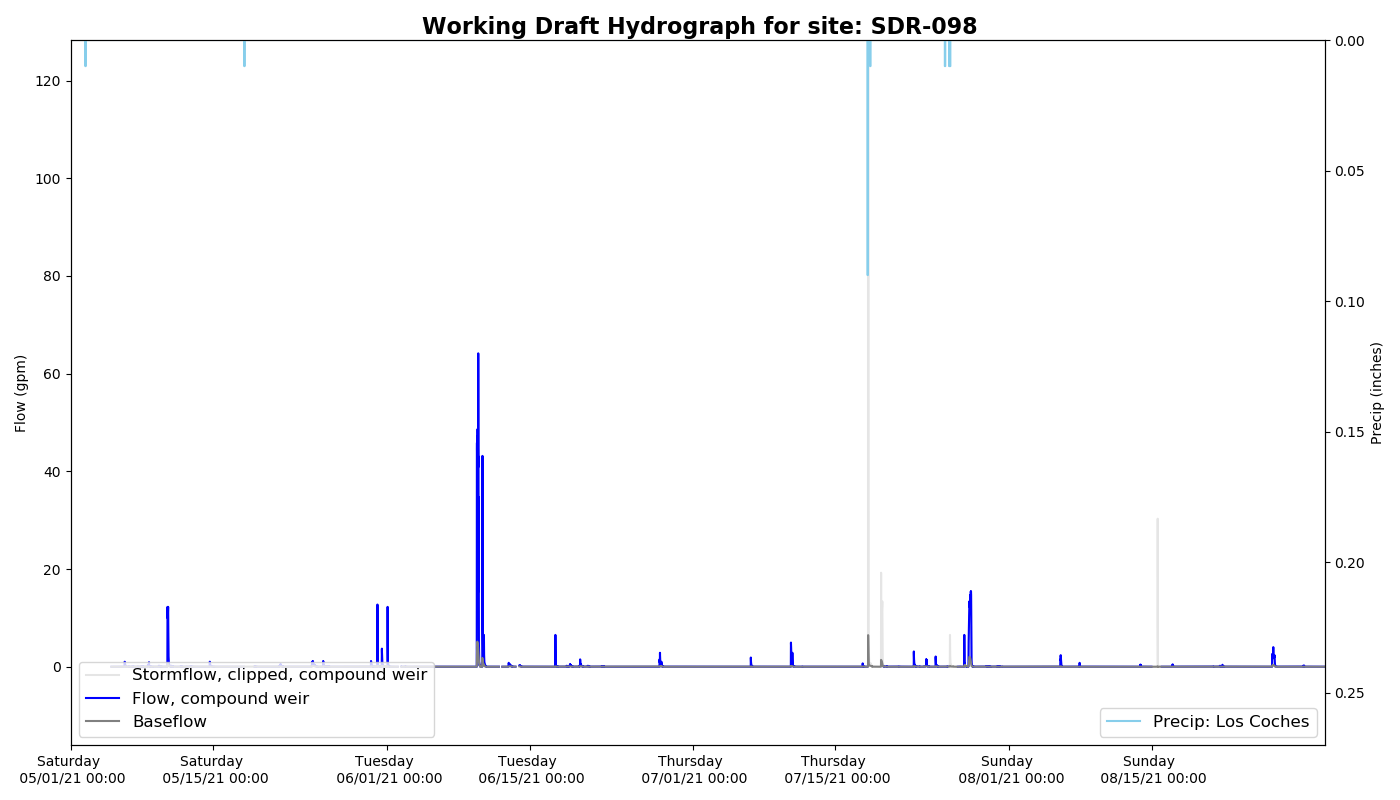 Working Draft Hydrograph for site: SDR-098
0.00
120
0.05
100
80
0.10
Flow (gpm)
Precip (inches)
60
0.15
40
0.20
20
0
0.25
Stormflow, clipped, compound weir
Flow, compound weir
Baseflow
Precip: Los Coches
Saturday
05/01/21 00:00
Saturday
05/15/21 00:00
Tuesday
06/01/21 00:00
Tuesday
06/15/21 00:00
Thursday
07/01/21 00:00
Thursday
07/15/21 00:00
Sunday
08/01/21 00:00
Sunday
08/15/21 00:00